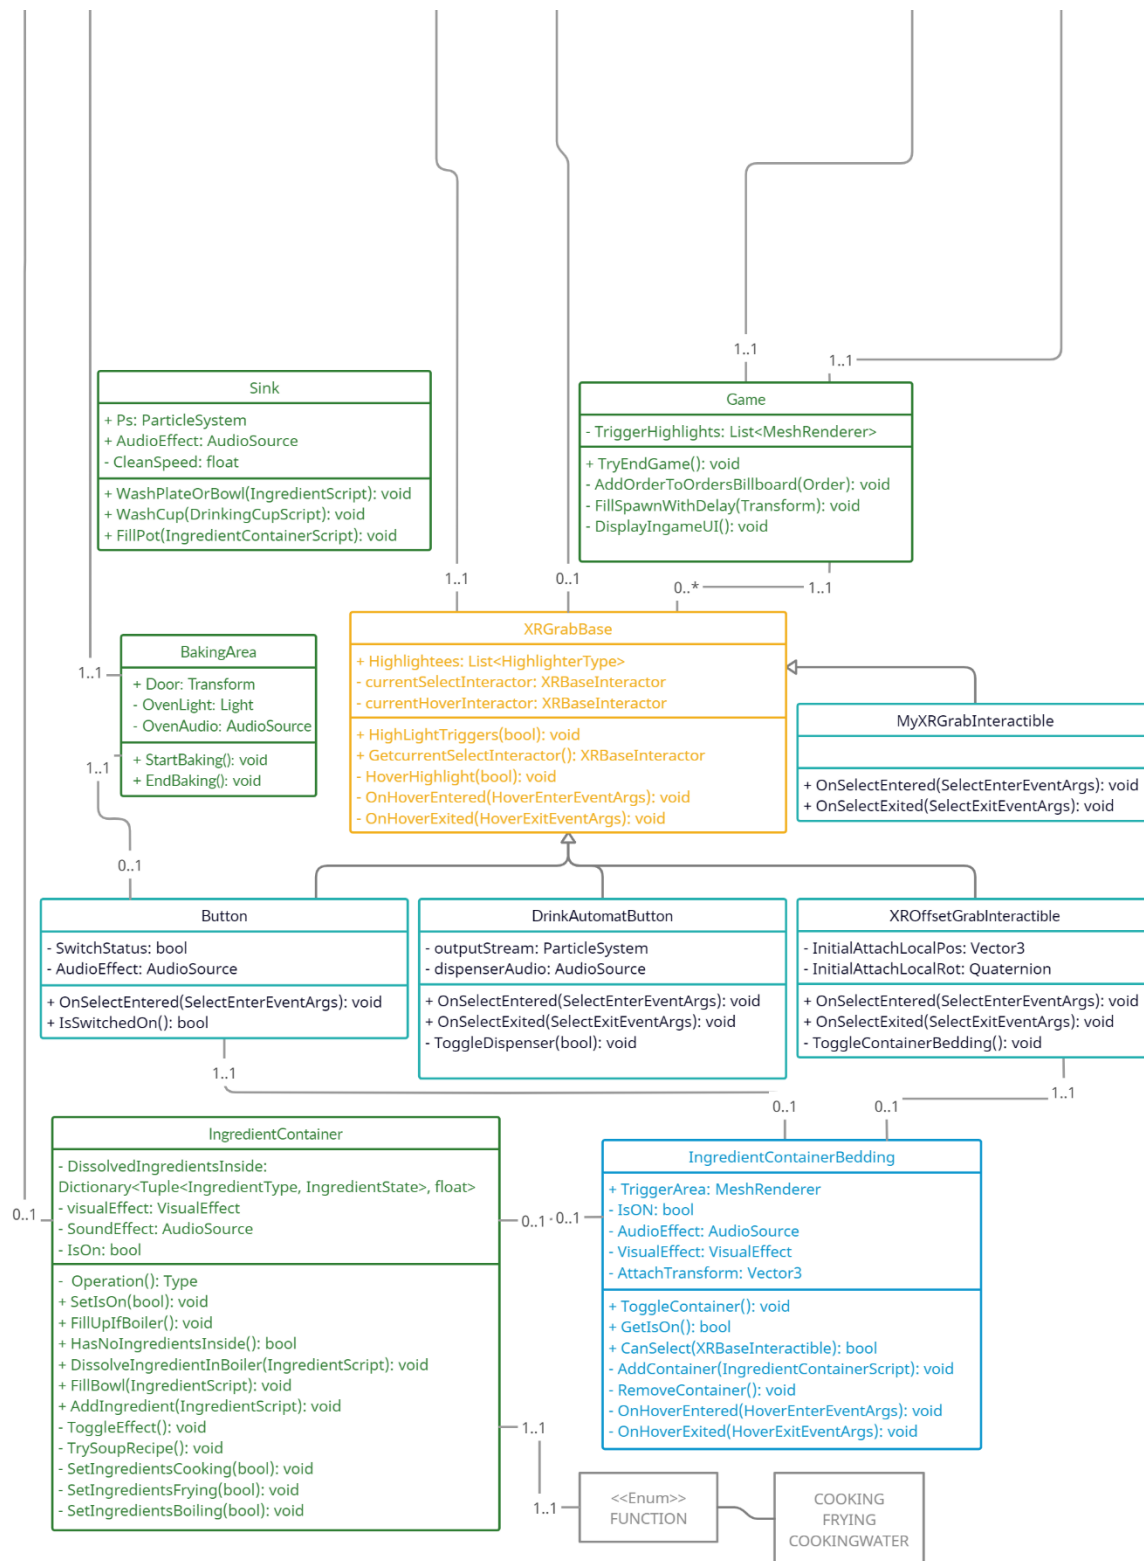 1..1
1..1
Sink
+ Ps: ParticleSystem
+ AudioEffect: AudioSource
- CleanSpeed: float
+ WashPlateOrBowl(IngredientScript): void
+ WashCup(DrinkingCupScript): void
+ FillPot(IngredientContainerScript): void
Game
- TriggerHighlights: List<MeshRenderer>
+ TryEndGame(): void
- AddOrderToOrdersBillboard(Order): void
- FillSpawnWithDelay(Transform): void
- DisplayIngameUI(): void
1..1
0..1
0..*
1..1
XRGrabBase
+ Highlightees: List<HighlighterType>
- currentSelectInteractor: XRBaseInteractor
- currentHoverInteractor: XRBaseInteractor
+ HighLightTriggers(bool): void
+ GetcurrentSelectInteractor(): XRBaseInteractor
- HoverHighlight(bool): void
- OnHoverEntered(HoverEnterEventArgs): void
- OnHoverExited(HoverExitEventArgs): void
BakingArea
+ Door: Transform
- OvenLight: Light
- OvenAudio: AudioSource
+ StartBaking(): void
+ EndBaking(): void
1..1
1..1
0..1
MyXRGrabInteractible
+ OnSelectEntered(SelectEnterEventArgs): void
+ OnSelectExited(SelectExitEventArgs): void
Button
- SwitchStatus: bool
- AudioEffect: AudioSource
+ OnSelectEntered(SelectEnterEventArgs): void
+ IsSwitchedOn(): bool
DrinkAutomatButton
- outputStream: ParticleSystem
- dispenserAudio: AudioSource
+ OnSelectEntered(SelectEnterEventArgs): void
+ OnSelectExited(SelectExitEventArgs): void
- ToggleDispenser(bool): void
XROffsetGrabInteractible
- InitialAttachLocalPos: Vector3
- InitialAttachLocalRot: Quaternion
+ OnSelectEntered(SelectEnterEventArgs): void
+ OnSelectExited(SelectExitEventArgs): void
- ToggleContainerBedding(): void
1..1
1..1
0..1
0..1
IngredientContainer
- DissolvedIngredientsInside:
Dictionary<Tuple<IngredientType, IngredientState>, float>
- visualEffect: VisualEffect
- SoundEffect: AudioSource
- IsOn: bool
- Operation(): Type
+ SetIsOn(bool): void
+ FillUpIfBoiler(): void
+ HasNoIngredientsInside(): bool
+ DissolveIngredientInBoiler(IngredientScript): void
+ FillBowl(IngredientScript): void
+ AddIngredient(IngredientScript): void
- ToggleEffect(): void
- TrySoupRecipe(): void
- SetIngredientsCooking(bool): void
- SetIngredientsFrying(bool): void
- SetIngredientsBoiling(bool): void
0..1
0..1
0..1
IngredientContainerBedding
+ TriggerArea: MeshRenderer
- IsON: bool
- AudioEffect: AudioSource
- VisualEffect: VisualEffect
- AttachTransform: Vector3
+ ToggleContainer(): void
+ GetIsOn(): bool
+ CanSelect(XRBaseInteractible): bool
- AddContainer(IngredientContainerScript): void
- RemoveContainer(): void
- OnHoverEntered(HoverEnterEventArgs): void
- OnHoverExited(HoverExitEventArgs): void
1..1
1..1
<<Enum>>
FUNCTION
COOKING
FRYING
COOKINGWATER